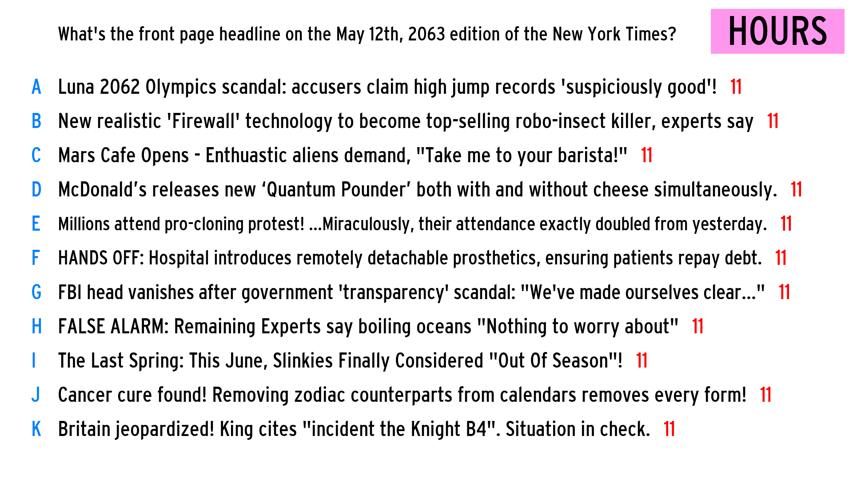 What's the front page headline on the May 12th, 2063 edition of the New York Times? HOURS
A Luna 2062 Olympics scandal: accusers claim high jump records 'suspiciously good'! 11
B New realistic 'Firewall' technology to become top-selling robo-insect killer, experts say 11
C Mars Cafe Opens - Enthuastic aliens demand, "Take me to your barista!" 11
D McDonald’s releases new ‘Quantum Pounder’ both with and without cheese simultaneously. 11
E Millions attend pro-cloning protest! ...Miraculously, their attendance exactly doubled from yesterday. 11
F HANDS OFF: Hospital introduces remotely detachable prosthetics, ensuring patients repay debt. 11
G FBI head vanishes after government 'transparency' scandal: "We've made ourselves clear..." 11
H FALSE ALARM: Remaining Experts say boiling oceans "Nothing to worry about" 11
I The Last Spring: This June, Slinkies Finally Considered "Out Of Season"! 11
J Cancer cure found! Removing zodiac counterparts from calendars removes every form! 11
K Britain jeopardized! King cites "incident the Knight B4". Situation in check. 11